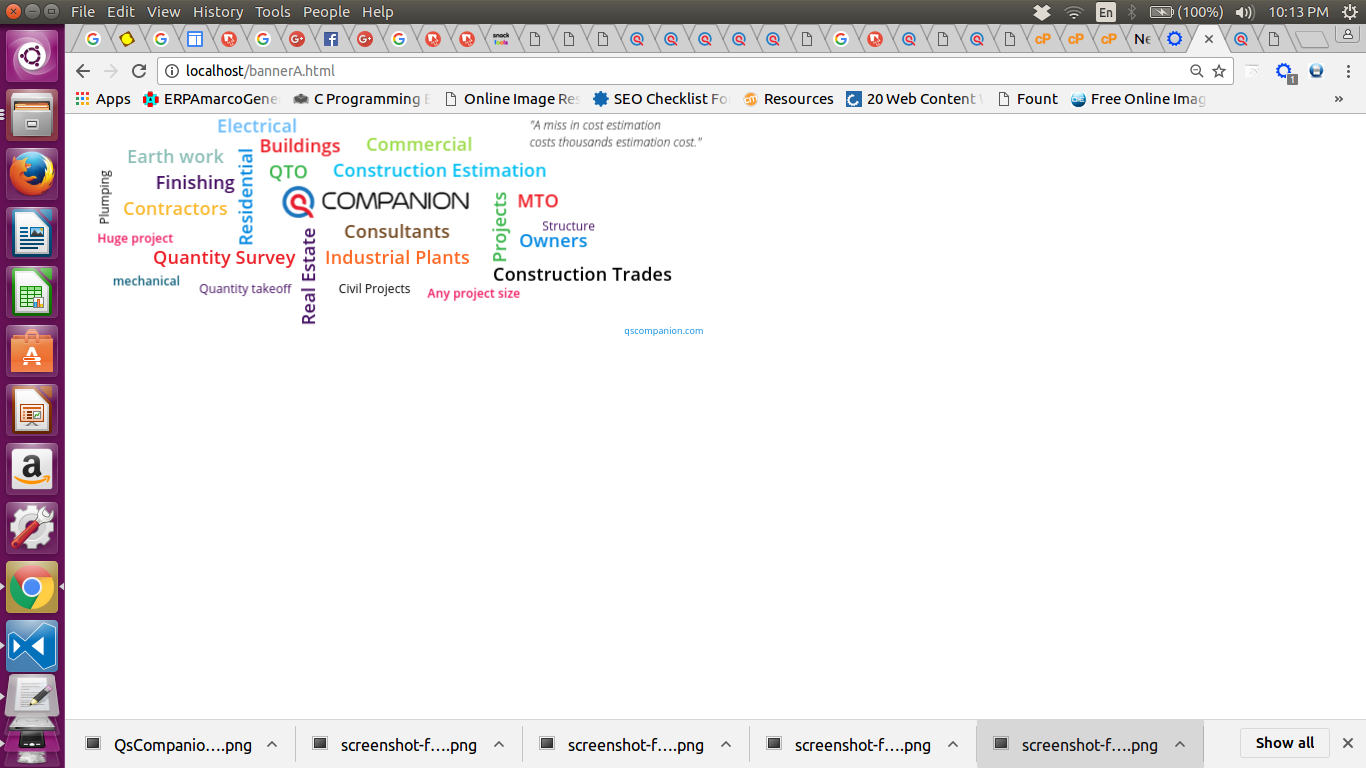 File Edit View History Tools People Help
En (100%) 10:13 PM
localhost/bannerA.html
Apps ERPAmarcoGene C Programming Online Image Res SEO Checklist Fo Resources 20 Web Content Fount Free Online Imag »
Electrical
"A miss in cost estimation
costs thousands estimation cost."
Buildings
Commercial
Earth work
Residential
QTO
Construction Estimation
Plumping
Finishing
COMPANION
Projects
MTO
Contractors
Structure
Huge project
Consultants
Owners
Real Estate
Quantity Survey
Industrial Plants
Construction Trades
mechanical
Quantity takeoff
Civil Projects
Any project size
qscompanion.com
QsCompanio....png screenshot-f....png screenshot-f....png screenshot-f....png screenshot-f....png Show all